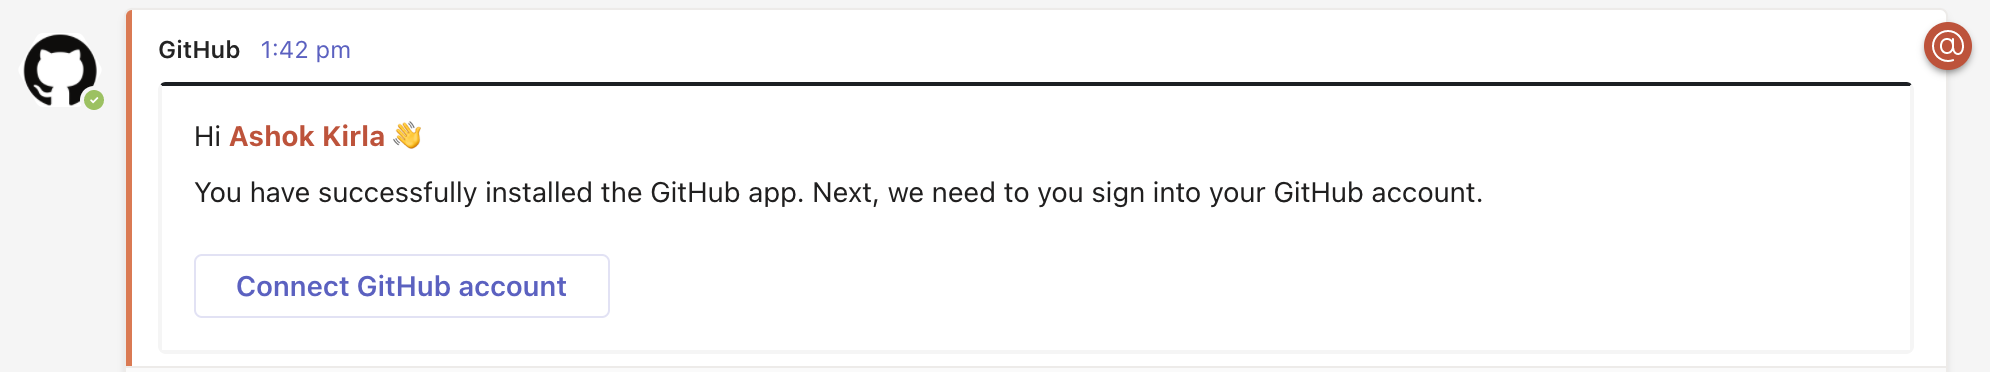 GitHub 1:42 pm
@
Hi Ashok Kirla 👋
You have successfully installed the GitHub app. Next, we need to you sign into your GitHub account.
Connect GitHub account